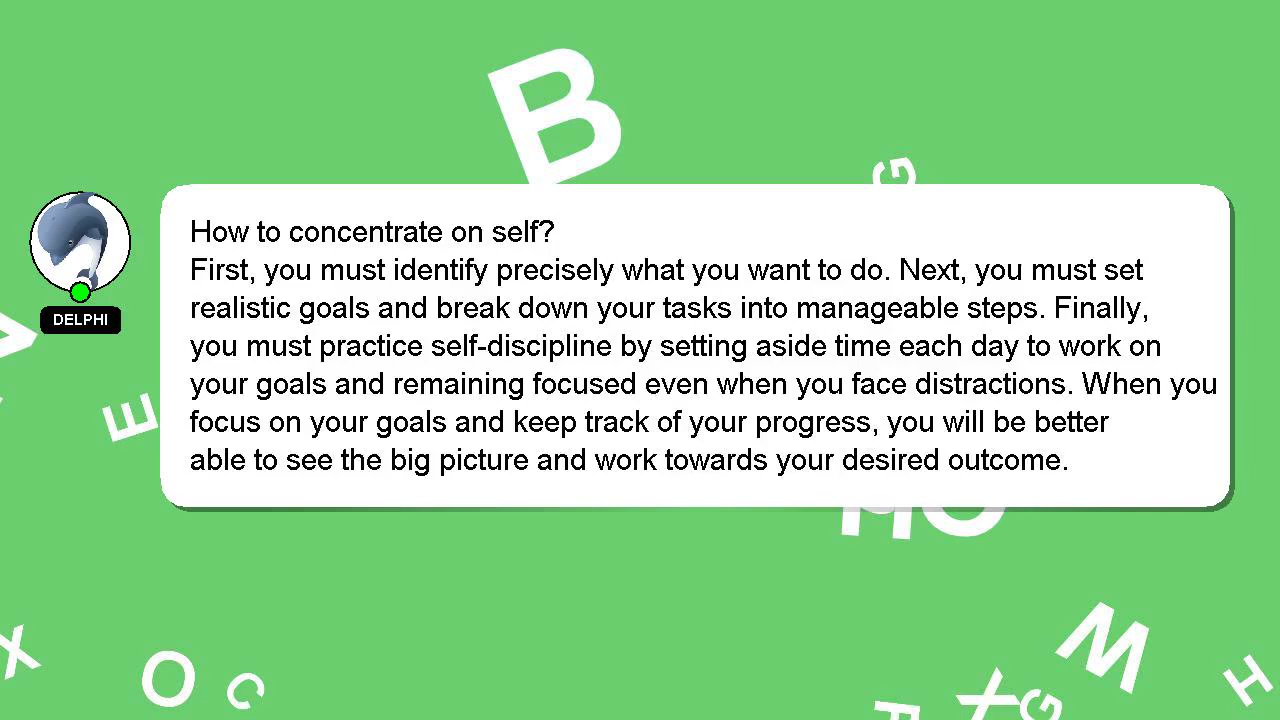 B
G
How to concentrate on self?
First, you must identify precisely what you want to do. Next, you must set
realistic goals and break down your tasks into manageable steps. Finally,
you must practice self-discipline by setting aside time each day to work on
your goals and remaining focused even when you face distractions. When you
focus on your goals and keep track of your progress, you will be better
able to see the big picture and work towards your desired outcome.
DELPHI
E
M
X
O
C
X
G
H